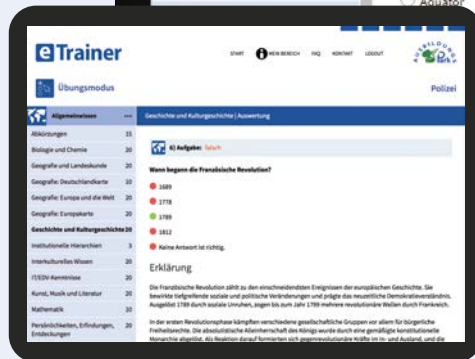 Äquator
eTrainer
START
MEIN BEREICH
FAQ
KONTAKT
LOGOUT
AUSBILDUNGS
Park
Übungsmodus
Polizei
Allgemeinwissen
Geschichte und Kulturgeschichte | Auswertung
Abkürzungen 15
Biologie und Chemie 20
Geografie und Landeskunde 20
Geografie: Deutschlandkarte 10
Geografie: Europa und die Welt 20
Geografie: Europakarte 20
Geschichte und Kulturgeschichte 20
Institutionelle Hierarchien 3
Interkulturelles Wissen 20
IT/EDV-Kenntnisse 20
Kunst, Musik und Literatur 20
Mathematik 10
Persönlichkeiten, Erfindungen, 20
Entdeckungen
6) Aufgabe: falsch
Wann begann die Französische Revolution?
1689
1778
1789
1812
Keine Antwort ist richtig.
Erklärung
Die Französische Revolution zählt zu den einschneidendsten Ereignissen der europäischen Geschichte. Sie
bewirkte tiefgreifende soziale und politische Veränderungen und prägte das neuzeitliche Demokratieverständnis.
Ausgelöst 1789 durch soziale Unruhen, zogen bis zum Jahr 1799 mehrere revolutionäre Wellen durch Frankreich.
In der ersten Revolutionsphase kämpften verschiedene gesellschaftliche Gruppen vor allem für bürgerliche
Freiheitsrechte. Die absolutistische Alleinherrschaft des Königs wurde durch eine gemäßigte konstitutionelle
Monarchie abgelöst. Als Reaktion darauf formierten sich gegenrevolutionäre Kräfte im In- und Ausland, und die